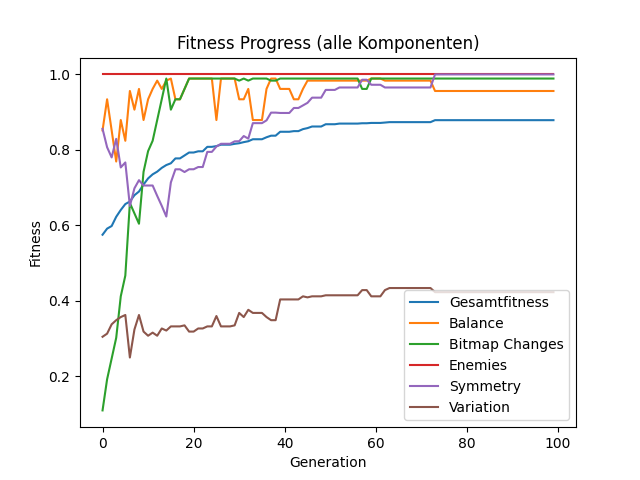 Fitness Progress (alle Komponenten)
1.0
0.8
0.6
0.4
0.2
Fitness
0
20
40
60
80
100
Generation
Gesamtfitness
Balance
Bitmap Changes
Enemies
Symmetry
Variation